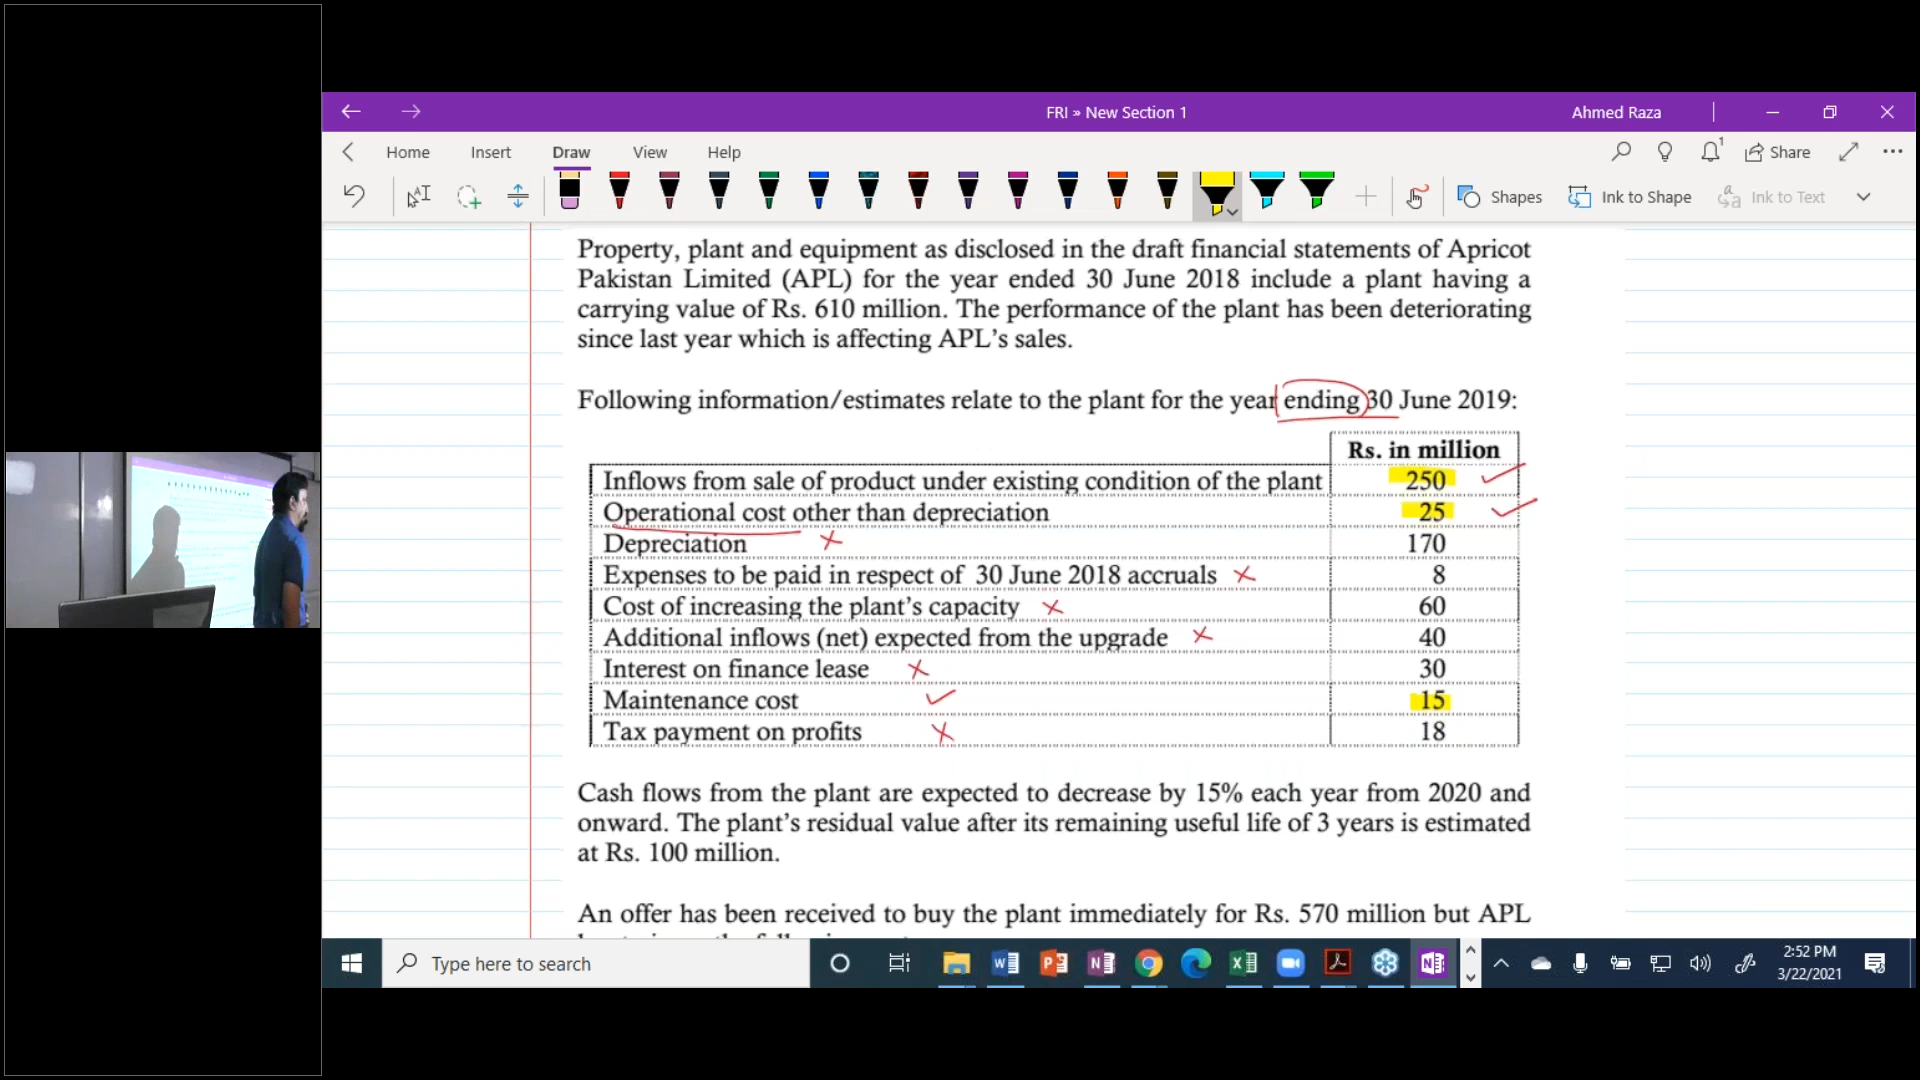 FRI » New Section 1
Ahmed Raza
Home Insert Draw View Help
1
Share
Shapes
Ink to Shape
Ink to Text
Property, plant and equipment as disclosed in the draft financial statements of Apricot
Pakistan Limited (APL) for the year ended 30 June 2018 include a plant having a
carrying value of Rs. 610 million. The performance of the plant has been deteriorating
since last year which is affecting APL's sales.
Following information/estimates relate to the plant for the year ending 30 June 2019:
Rs. in million
Inflows from sale of product under existing condition of the plant 250
Operational cost other than depreciation 25
Depreciation 170
Expenses to be paid in respect of 30 June 2018 accruals 8
Cost of increasing the plant's capacity 60
Additional inflows (net) expected from the upgrade 40
Interest on finance lease 30
Maintenance cost 15
Tax payment on profits 18
Cash flows from the plant are expected to decrease by 15% each year from 2020 and
onward. The plant's residual value after its remaining useful life of 3 years is estimated
at Rs. 100 million.
An offer has been received to buy the plant immediately for Rs. 570 million but APL
Type here to search
2:52 PM
3/22/2021